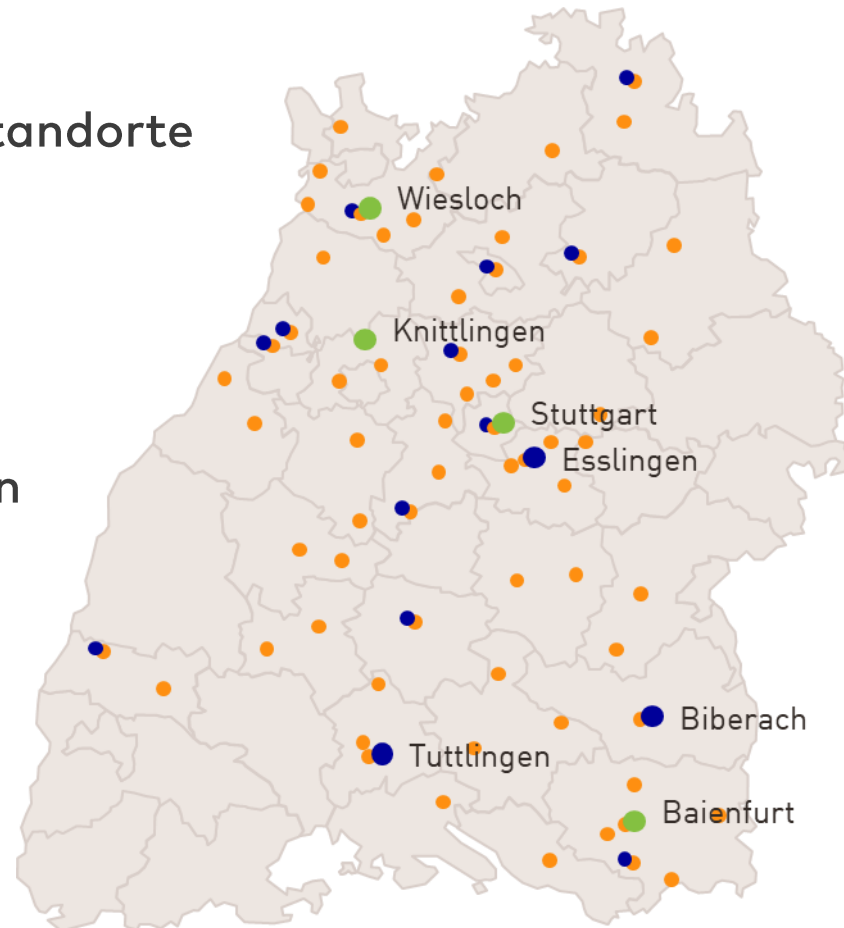 tandorte
Wiesloch
Knittlingen
Stuttgart
Esslingen
n
Biberach
Tuttlingen
Baienfurt